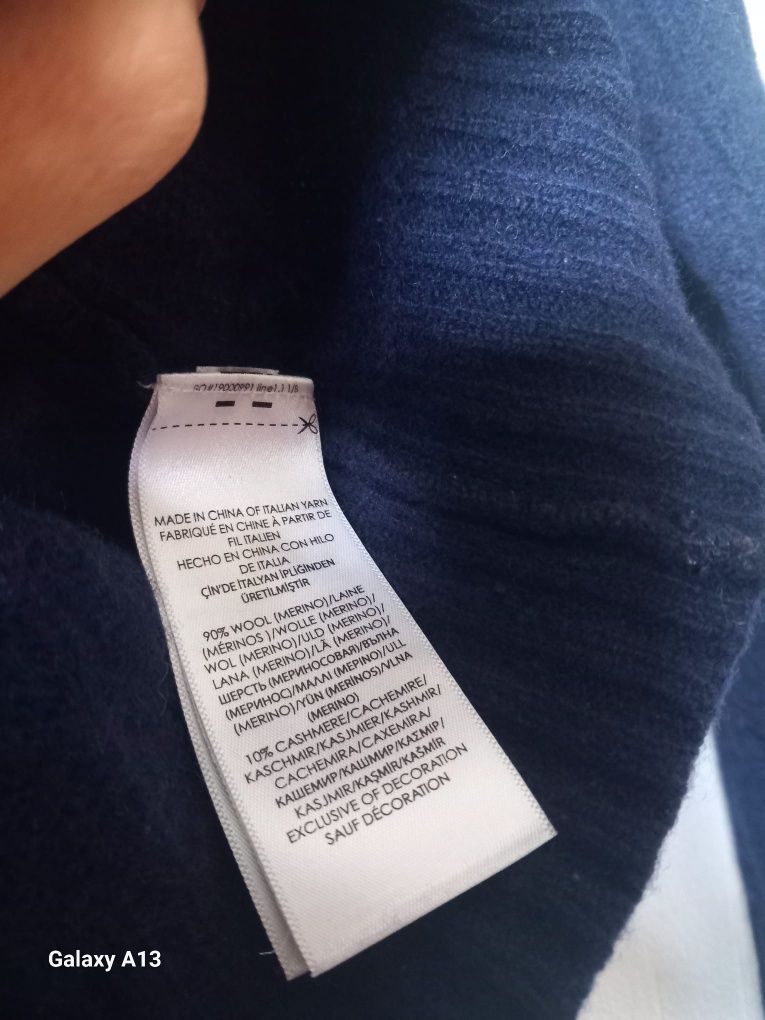 MADE IN CHINA OF ITALIAN YARN
FABRIQUÉ EN CHINE À PARTIR DE
FIL ITALIEN
HECHO EN CHINA CON HILO
DE ITALIA
ÇİN'DE İTALYAN İPLİĞİNDEN
ÜRETİLMİŞTİR
90% WOOL (MERINO)/LAINE
(MÉRINOS )/WOLLE (MERINO)/
WOL (MERINO)/ULD (MERINO)/
LANA (MERINO)/LÃ (MERINO)/
ШЕРСТЬ (МЕРИНОСОВАЯ)/ВЪЛНА
(МЕРИНОС)/ΜΑΛΛΙ (ΜΕΡΙΝΟ)/ULL
(MERINO)/YÜN (MERİNOS)/VLNA
(MERINO)
10% CASHMERE/CACHEMIRE/
KASCHMIR/KASJMIER/KASHMIR/
CACHEMIRA/CAXEMIRA/
КАШЕМИР/КАШМИР/ΚΑΣΜΙΡ/
KASJMIR/KAŞMİR/KAŠMÍR
EXCLUSIVE OF DECORATION
SAUF DÉCORATION
Galaxy A13